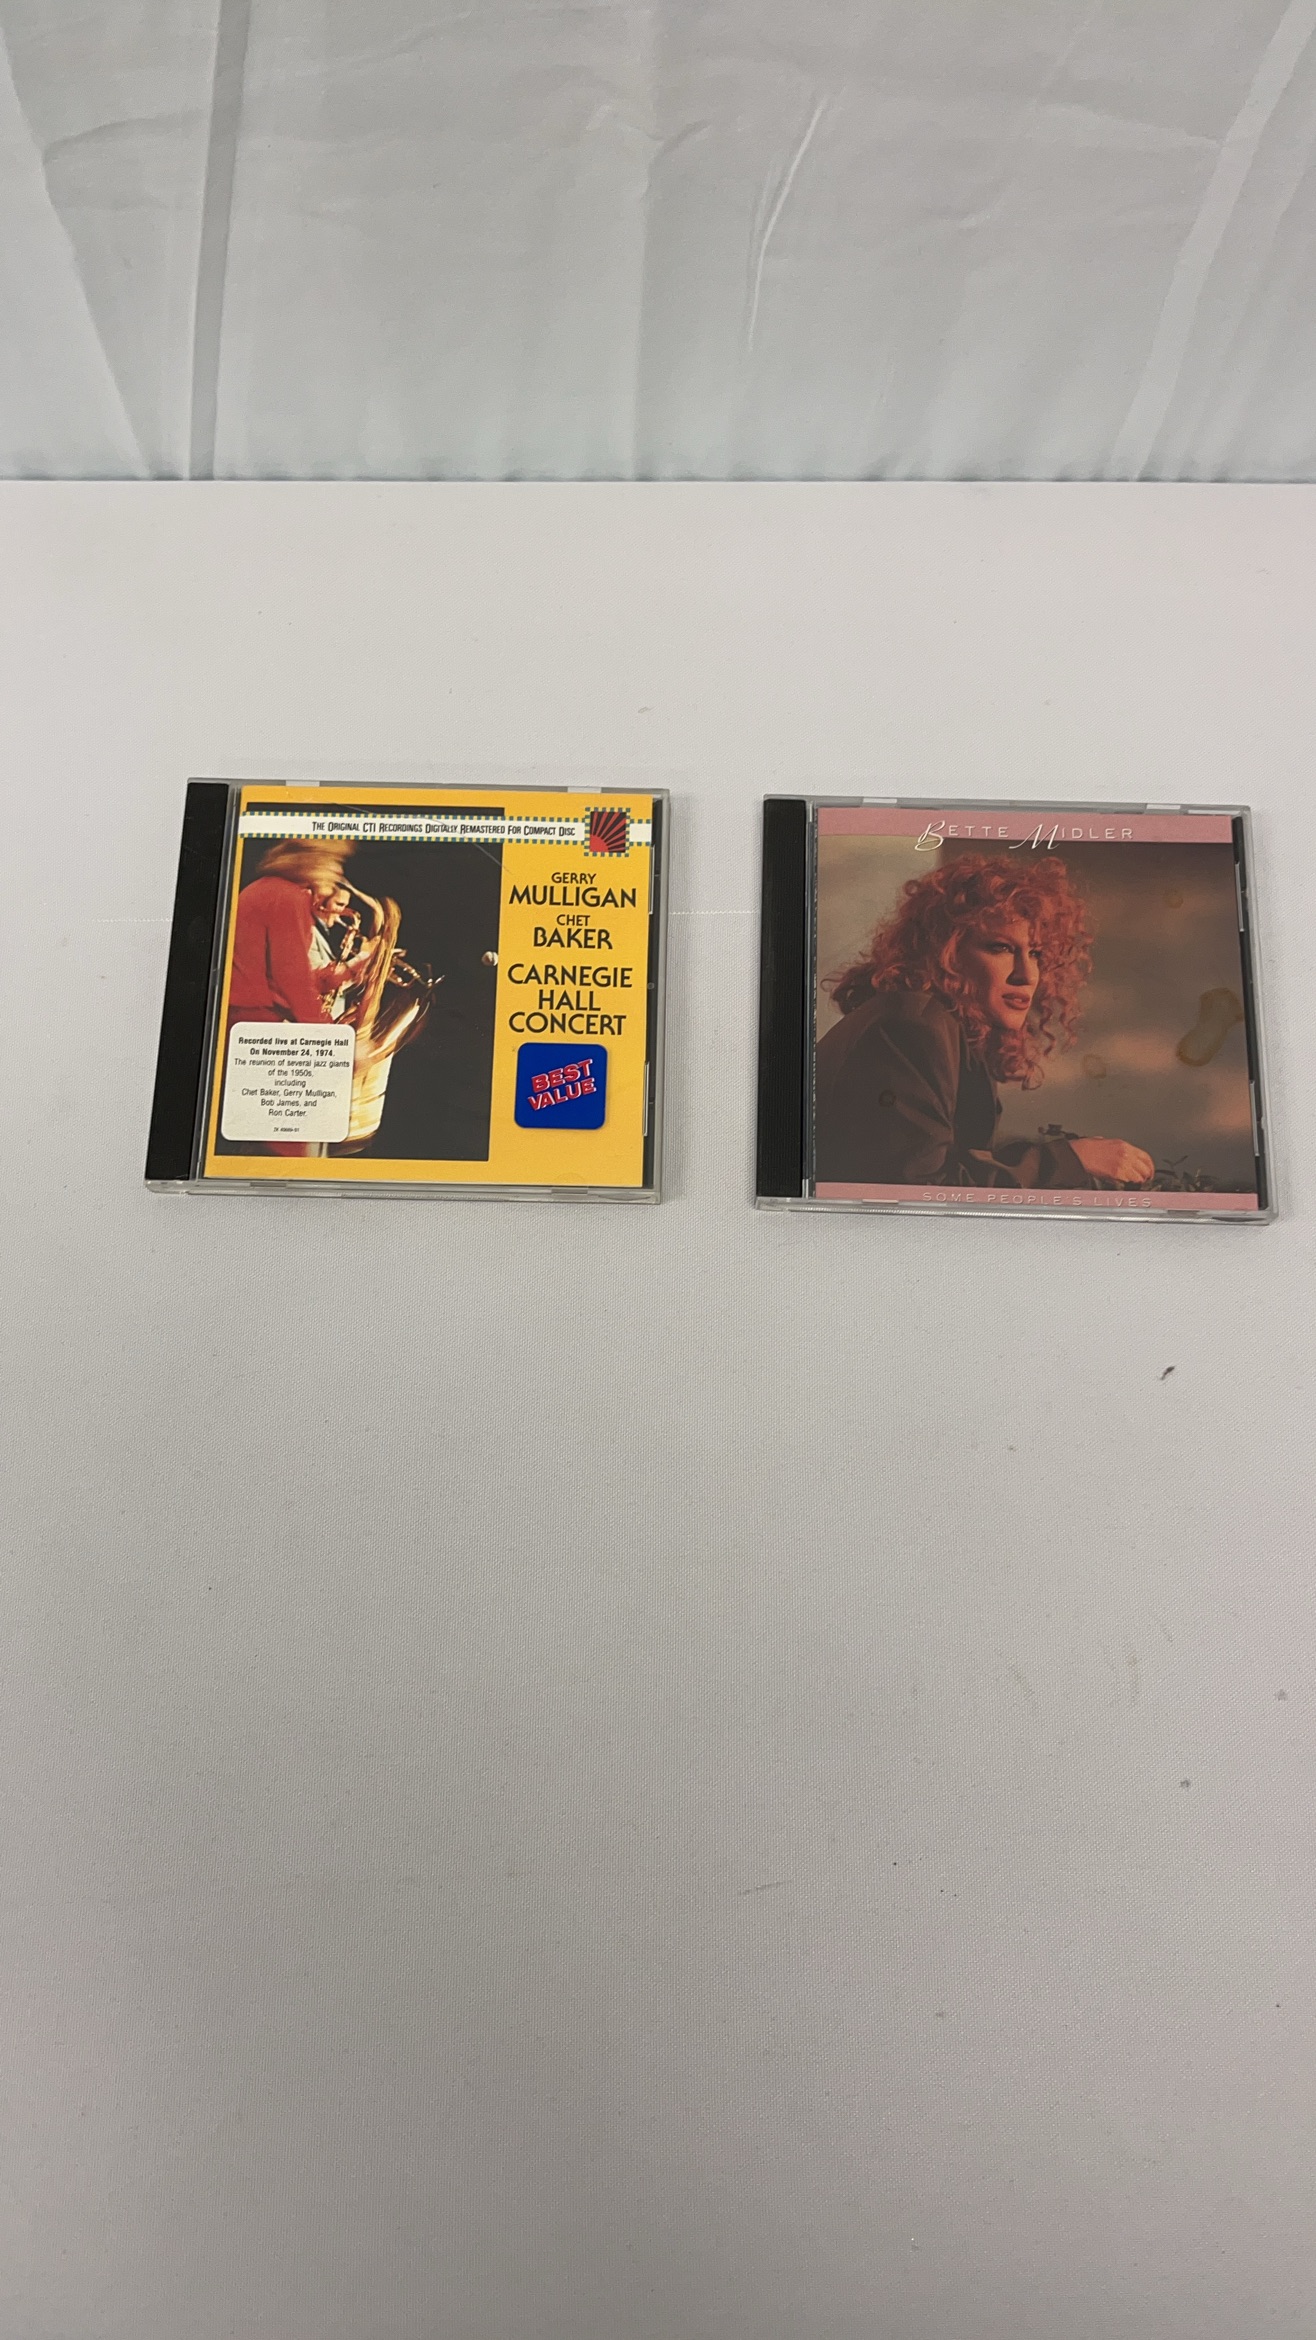 THE ORIGINAL CTI RECORDINGS DIGITALLY REMASTERED FOR COMPACT DISC
GERRY
MULLIGAN
CHET
BAKER
CARNEGIE
HALL
CONCERT
BEST
VALUE
Recorded live at Carnegie Hall
On November 24, 1974.
The reunion of several jazz giants
of the 1950s,
including
Chet Baker, Gerry Mulligan,
Bob James, and
Ron Carter.
BETTE MIDLER
SOME PEOPLE'S LIVES